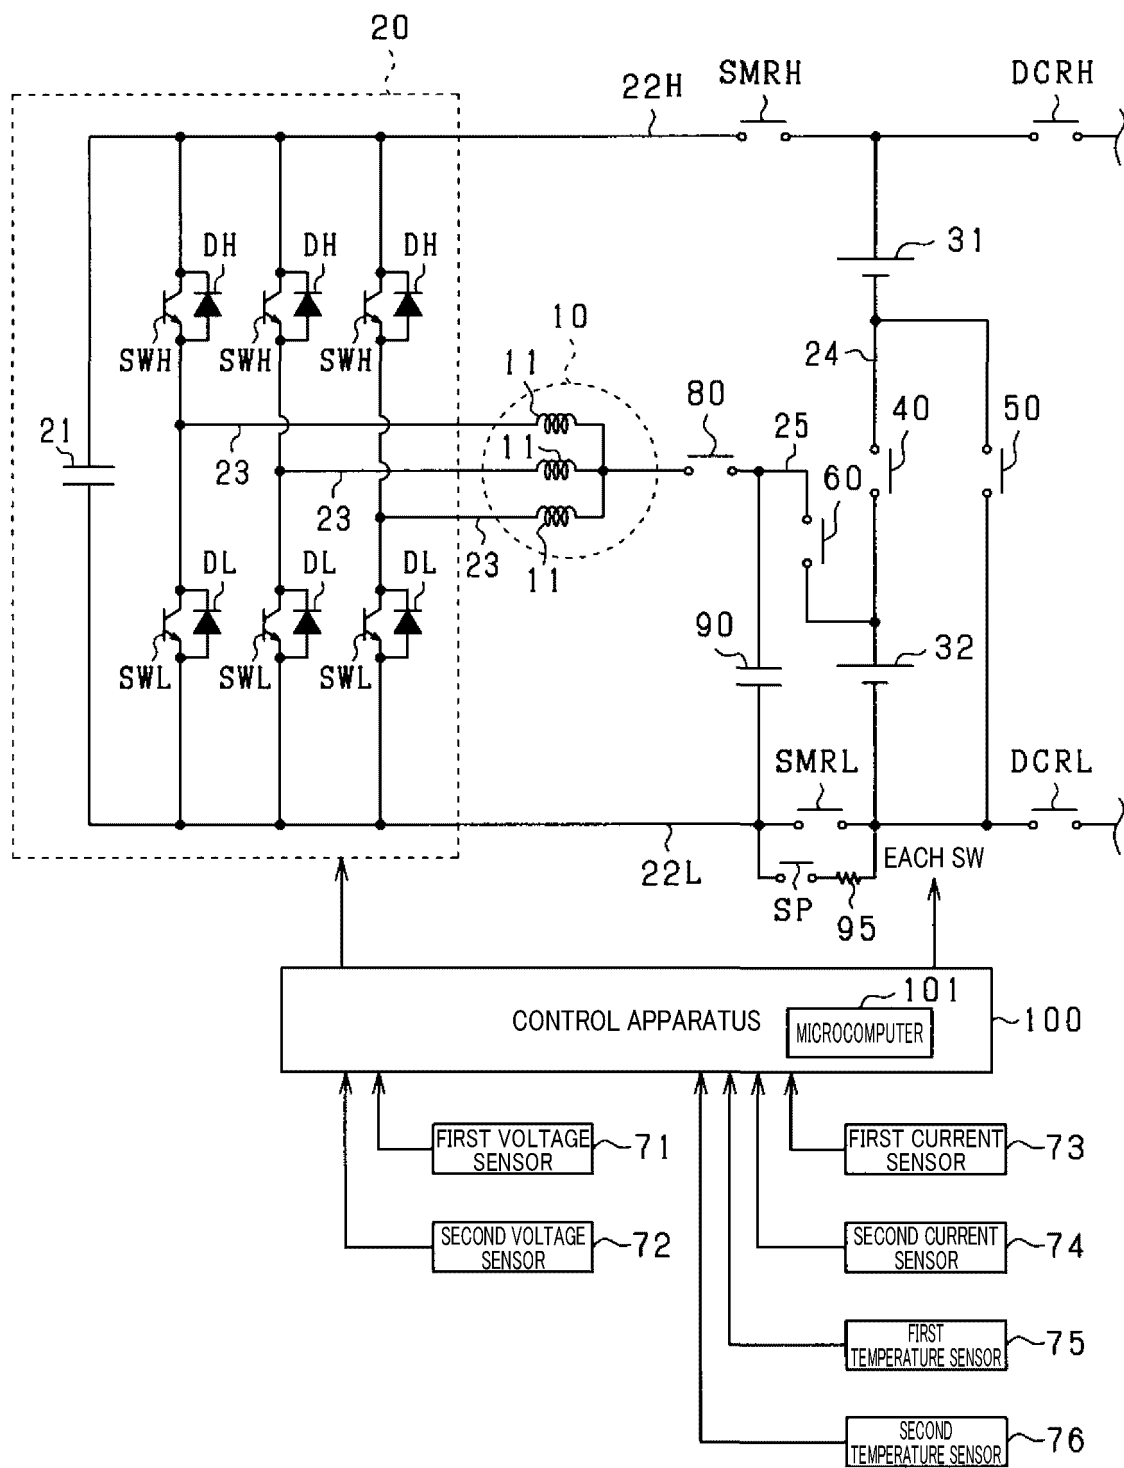 20
22H
SMRH
DCRH
DH
DH
DH
31
SWH
SWH
SWH
10
24
11
80
40
50
21
25
23
11
60
23
23
11
DL
DL
DL
90
32
SWL
SWL
SWL
SMRL
DCRL
22L
EACH SW
SP
95
CONTROL APPARATUS
101
MICROCOMPUTER
100
FIRST VOLTAGE
SENSOR
71
FIRST CURRENT
SENSOR
73
SECOND VOLTAGE
SENSOR
72
SECOND CURRENT
SENSOR
74
FIRST
TEMPERATURE SENSOR
75
SECOND
TEMPERATURE SENSOR
76